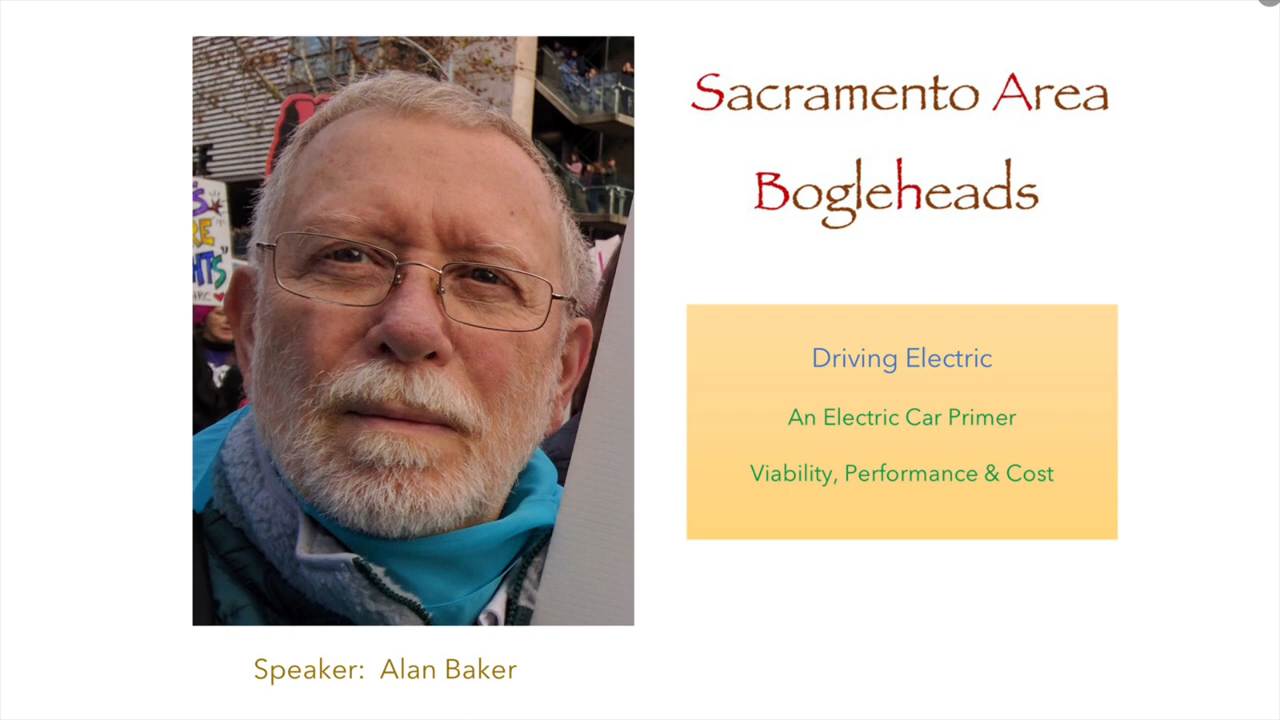 Sacramento Area
Bogleheads
Driving Electric
An Electric Car Primer
Viability, Performance & Cost
Speaker: Alan Baker